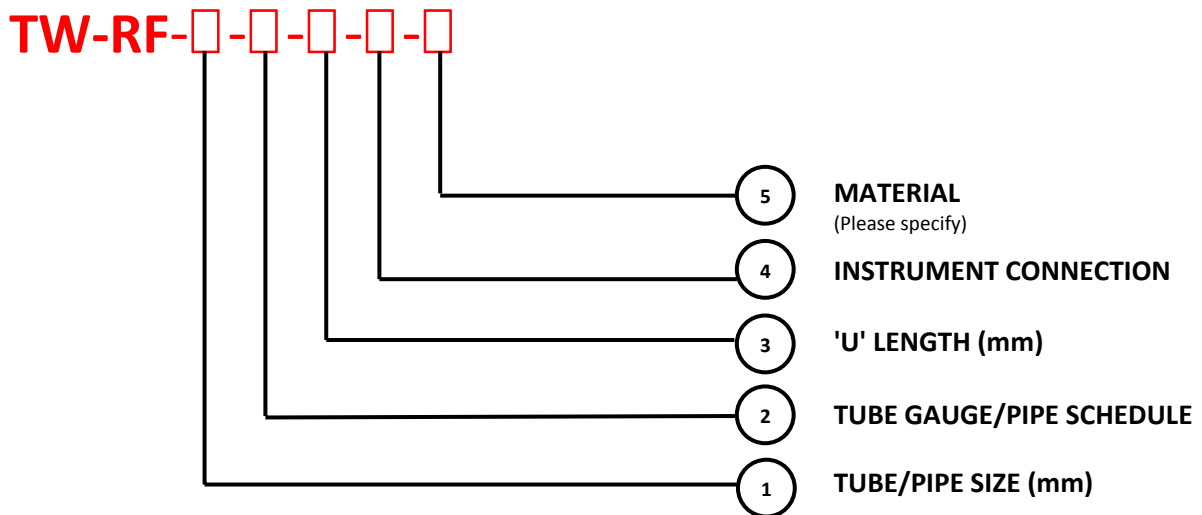 TW-RF- - - - -
5 MATERIAL
(Please specify)
4 INSTRUMENT CONNECTION
3 'U' LENGTH (mm)
2 TUBE GAUGE/PIPE SCHEDULE
1 TUBE/PIPE SIZE (mm)